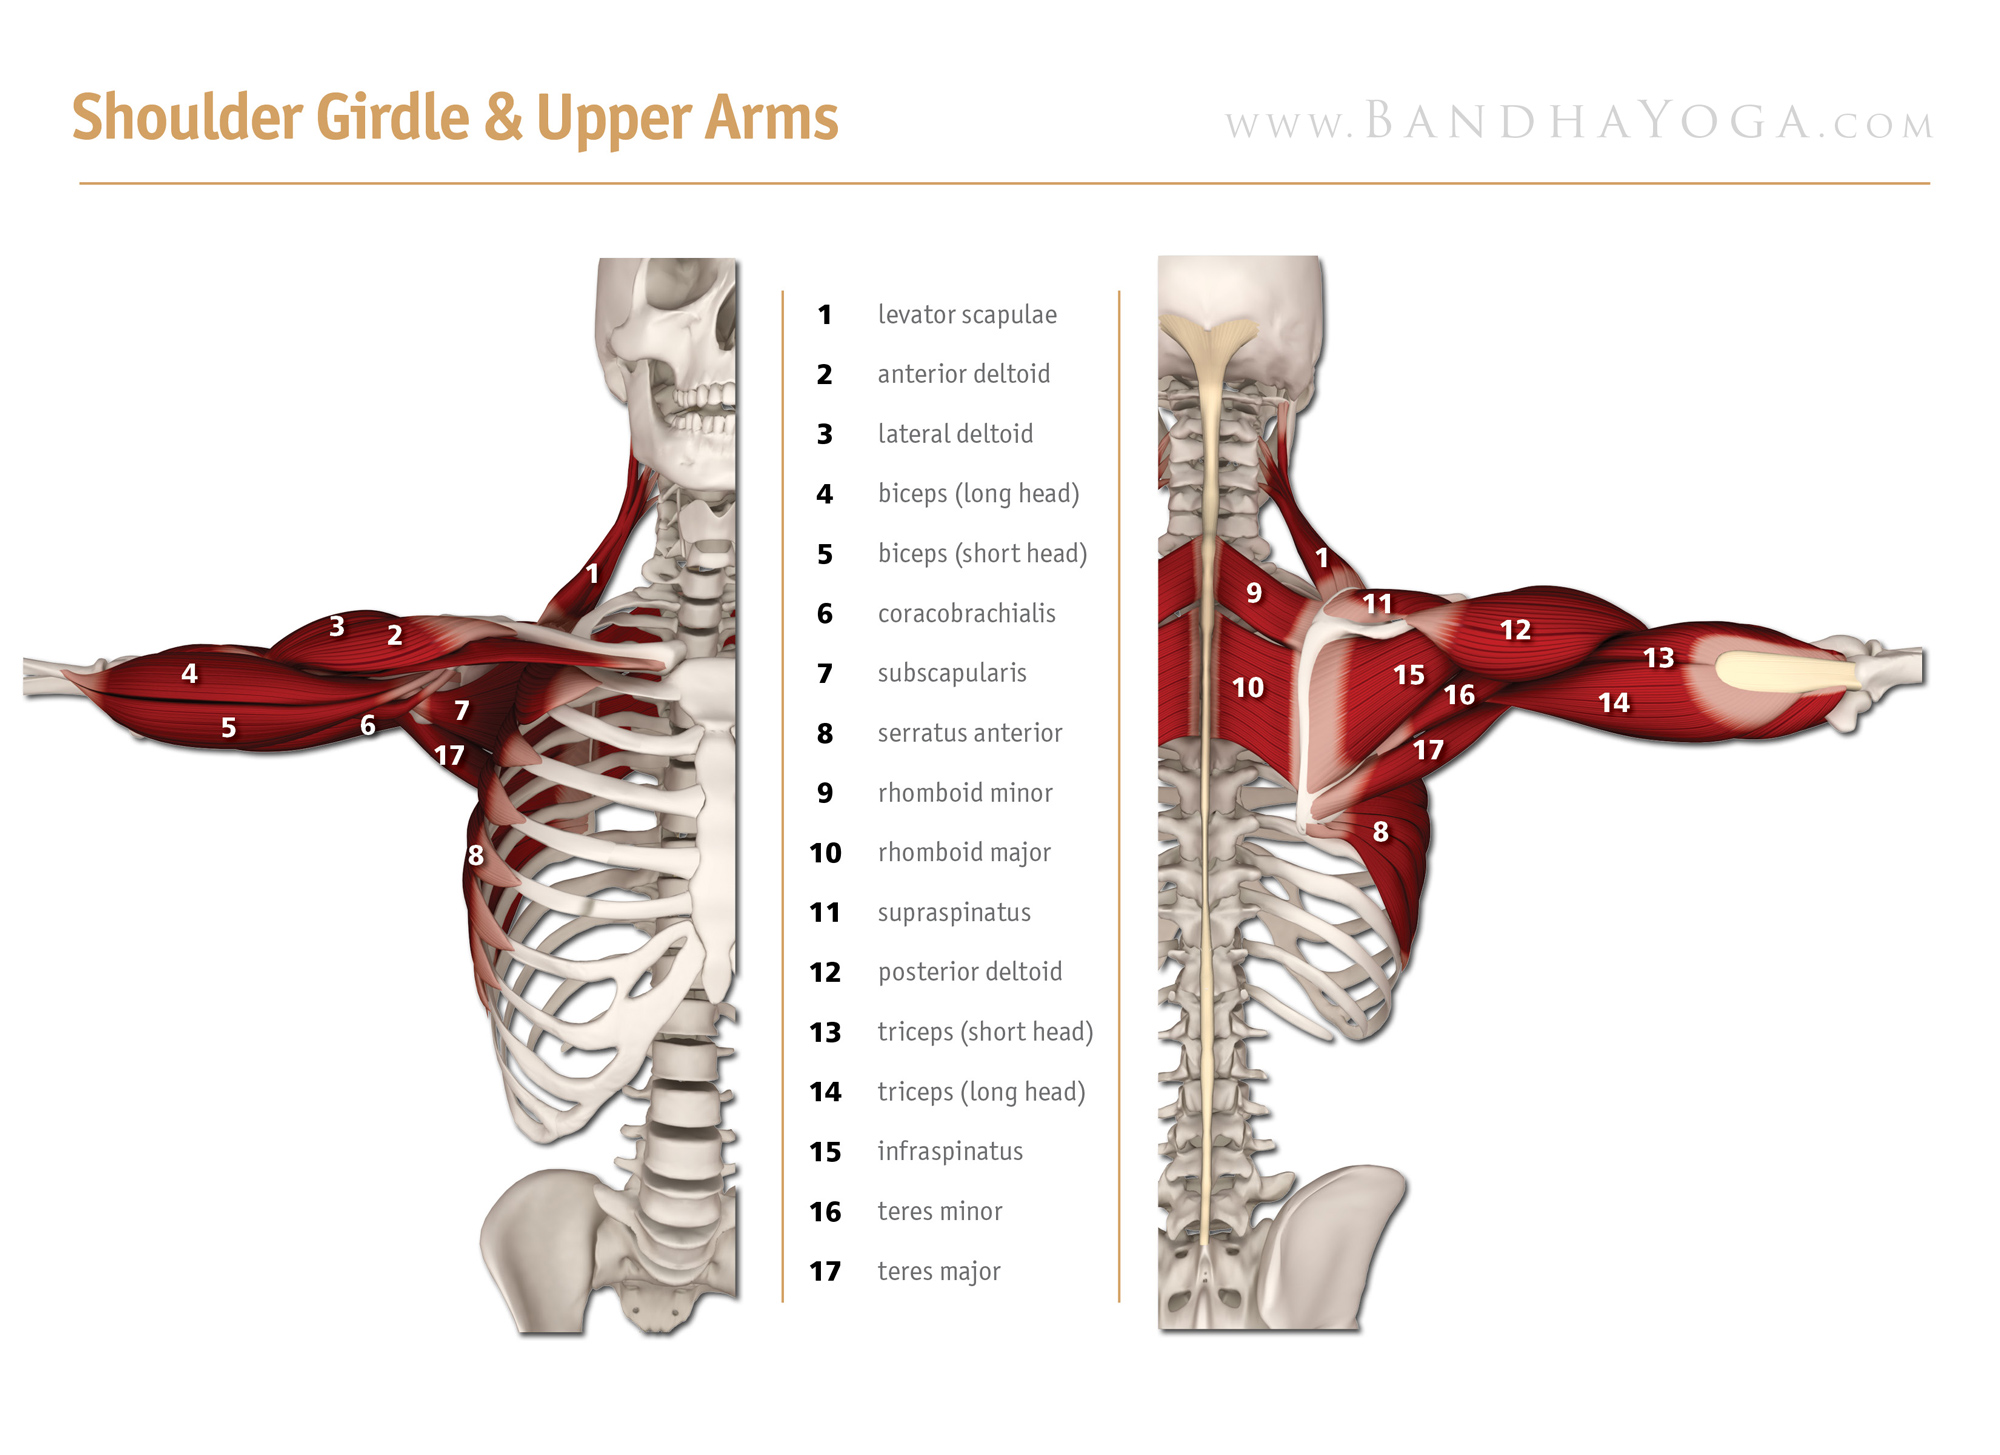 Shoulder Girdle & Upper Arms
www.BandhaYoga.com
1 levator scapulae
2 anterior deltoid
3 lateral deltoid
4 biceps (long head)
5 biceps (short head)
6 coracobrachialis
7 subscapularis
8 serratus anterior
9 rhomboid minor
10 rhomboid major
11 supraspinatus
12 posterior deltoid
13 triceps (short head)
14 triceps (long head)
15 infraspinatus
16 teres minor
17 teres major
1
3
2
4
5
6
7
17
8
1
9
11
12
13
10
15
16
14
17
8